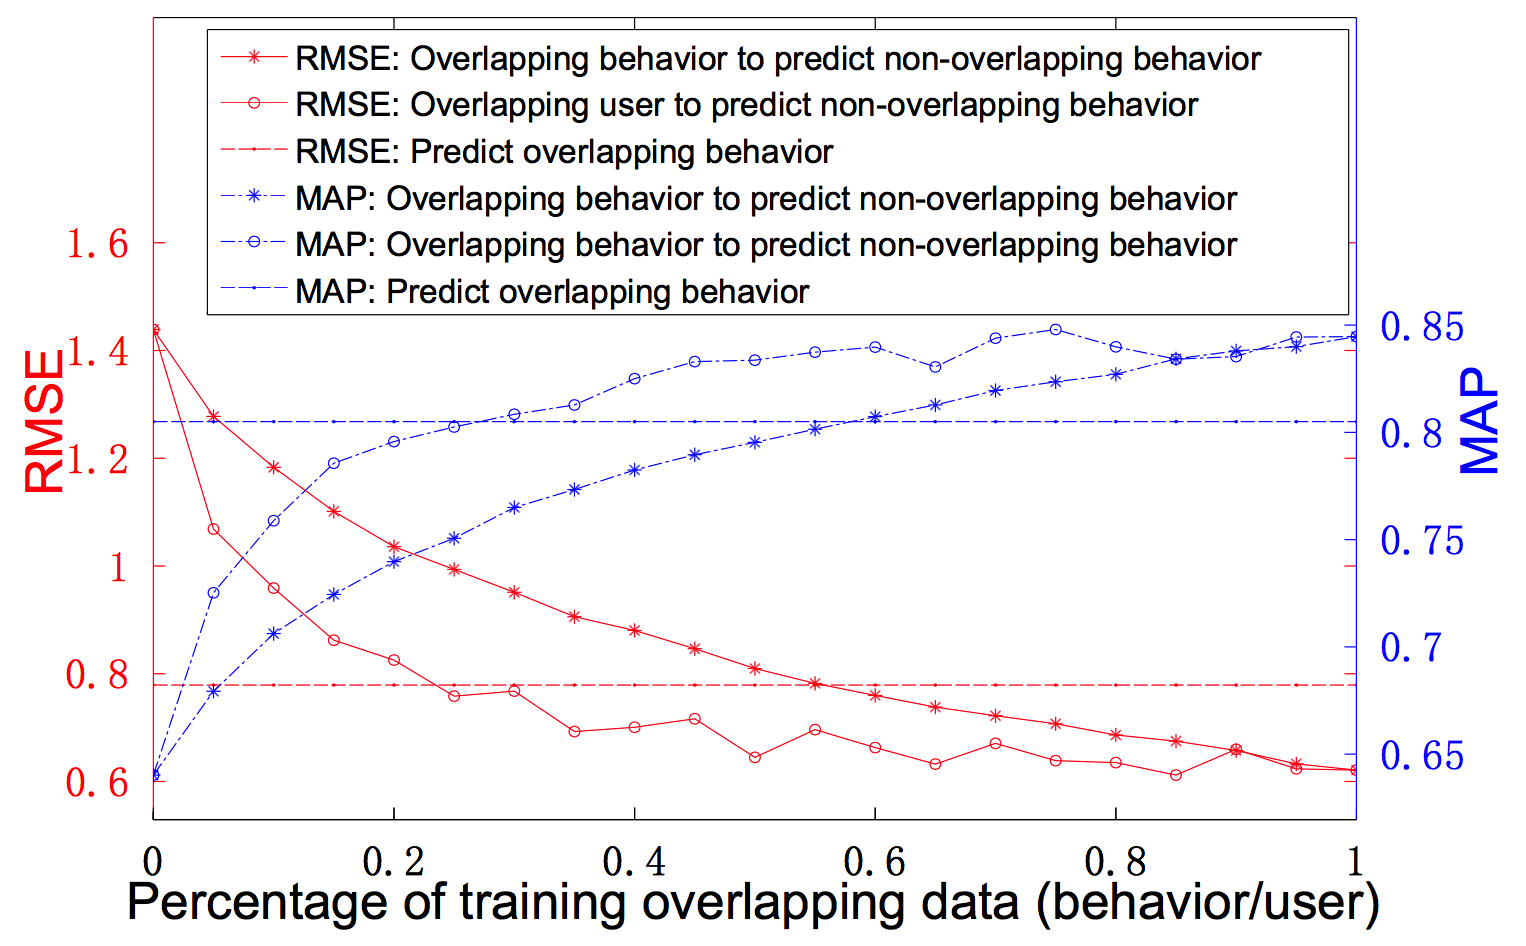 RMSE: Overlapping behavior to predict non-overlapping behavior
RMSE: Overlapping user to predict non-overlapping behavior
RMSE: Predict overlapping behavior
MAP: Overlapping behavior to predict non-overlapping behavior
MAP: Overlapping behavior to predict non-overlapping behavior
MAP: Predict overlapping behavior
RMSE
1.6
1.4
1.2
1
0.8
0.6
MAP
0.85
0.8
0.75
0.7
0.65
0 0.2 0.4 0.6 0.8 1
Percentage of training overlapping data (behavior/user)